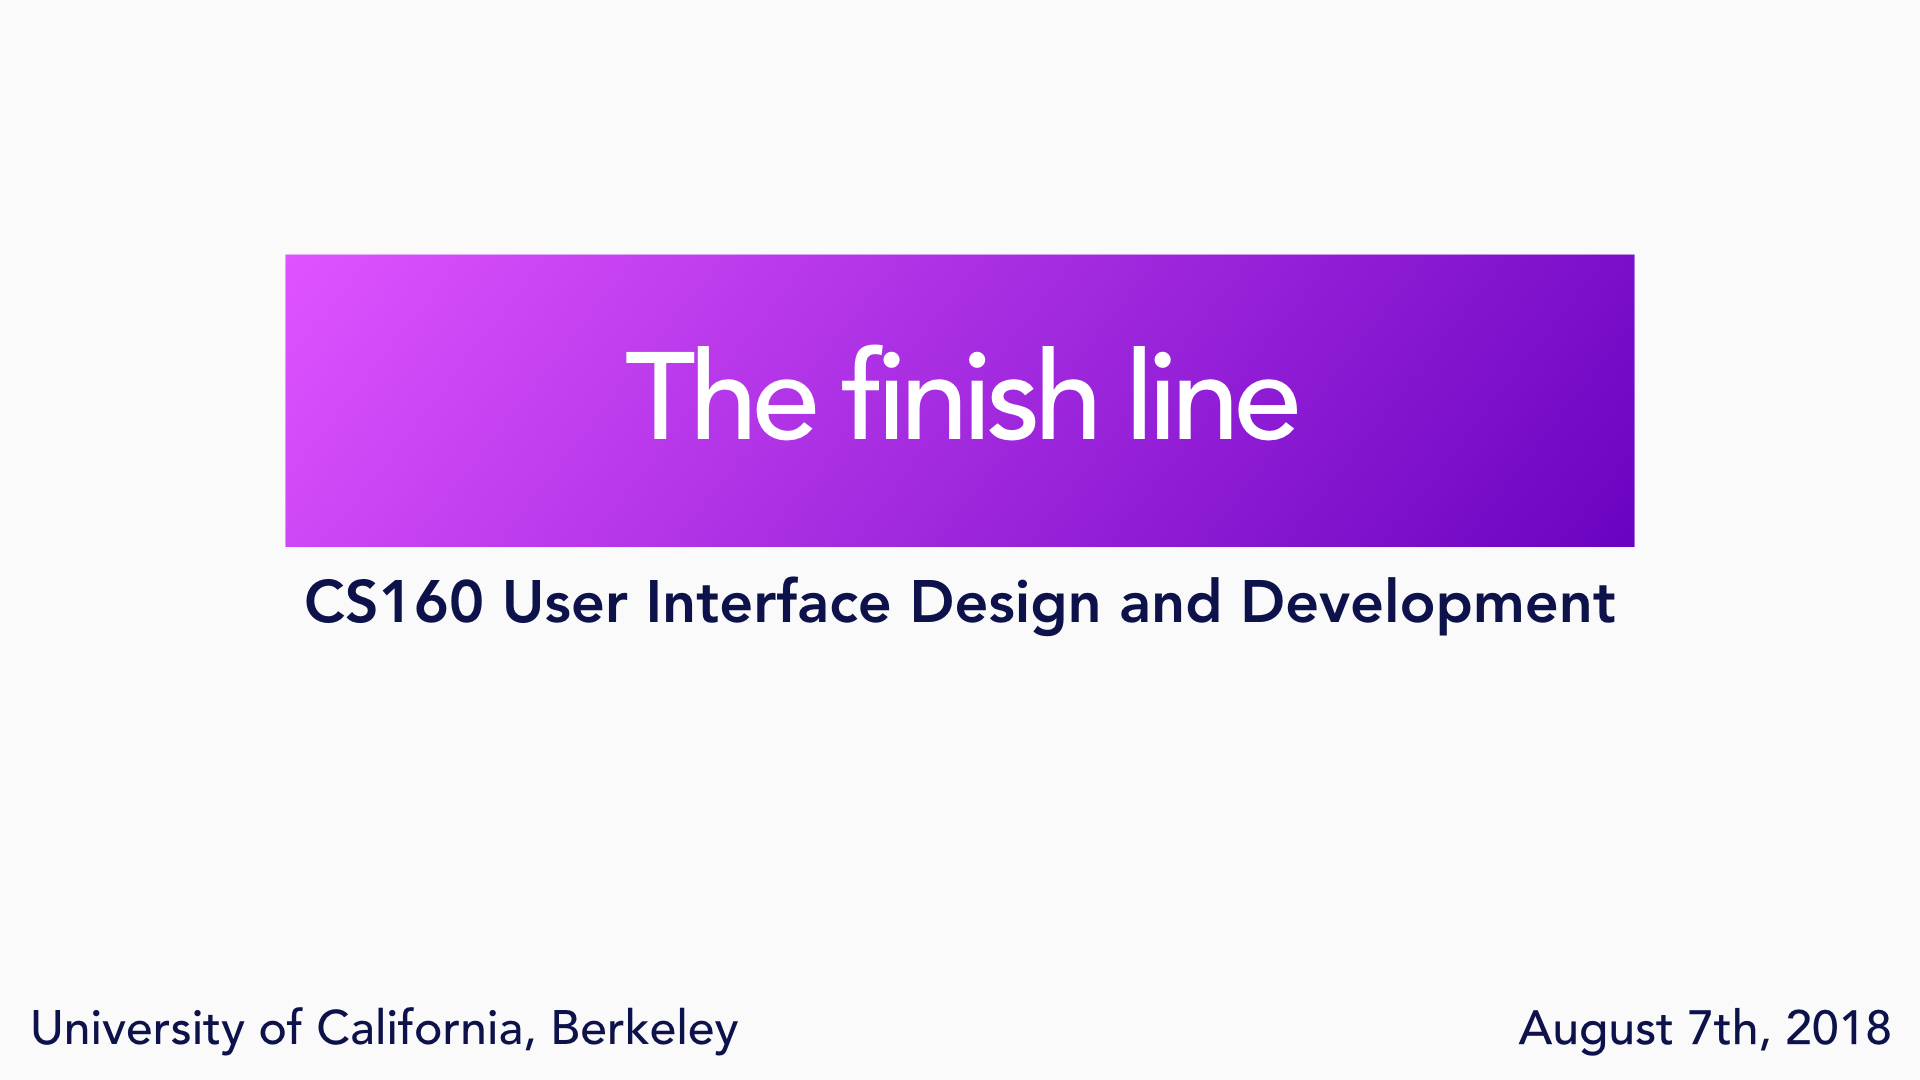 The finish line
CS160 User Interface Design and Development
University of California, Berkeley
August 7th, 2018